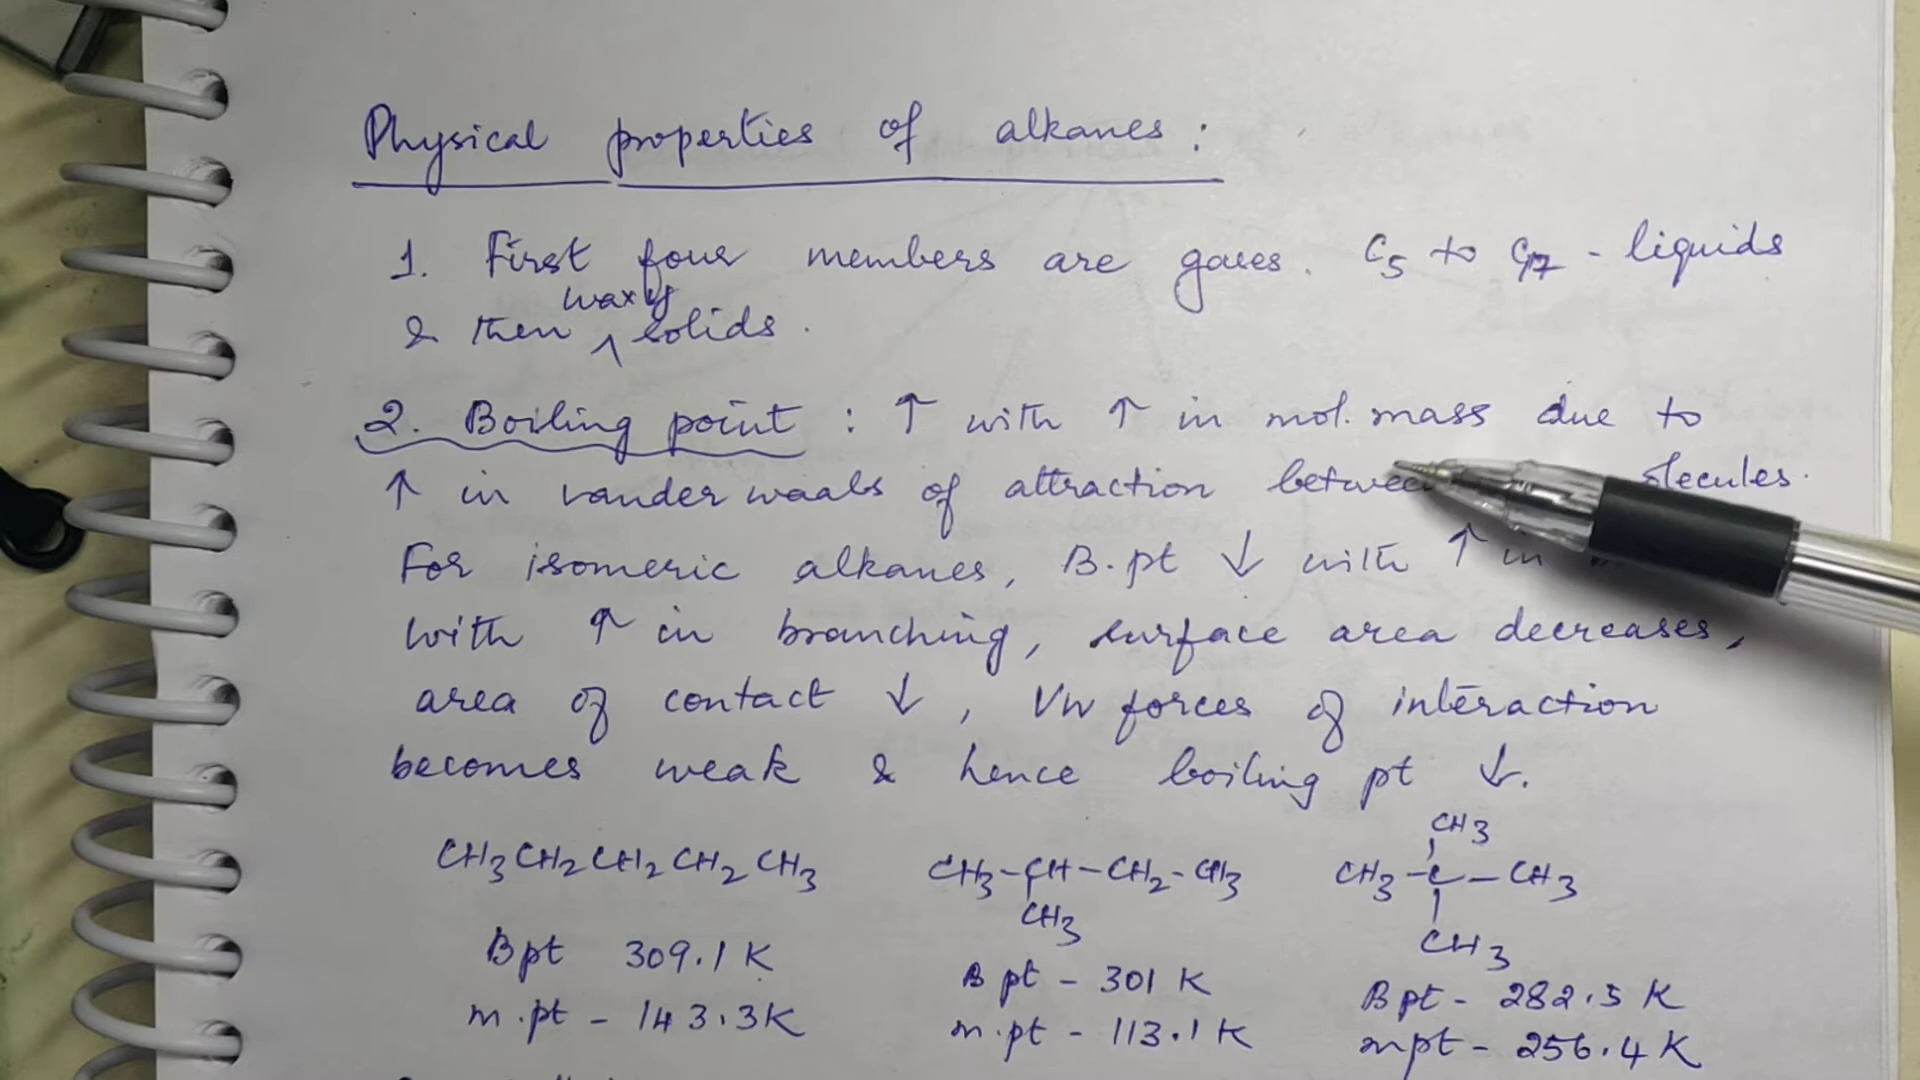 Physical properties of alkanes :
1. First four members are gases. C5 to C17 - liquids
waxy
& then ^ solids.
2. Boiling point : ↑ with ↑ in mol. mass due to
↑ in vander waals of attraction
For isomeric alkanes, B.pt ↓ with ↑ in
with ↑ in branching, surface area decreases,
area of contact ↓, VW forces of interaction
becomes weak & hence boiling pt ↓.
CH3
CH3CH2CH2CH2CH3 CH3-CH-CH2-CH3 CH3-C-CH3
CH3 CH3
Bpt 309.1 K B pt - 301 K Bpt - 282.5 K
m.pt - 143.3K m.pt - 113.1 K mpt - 256.4 K